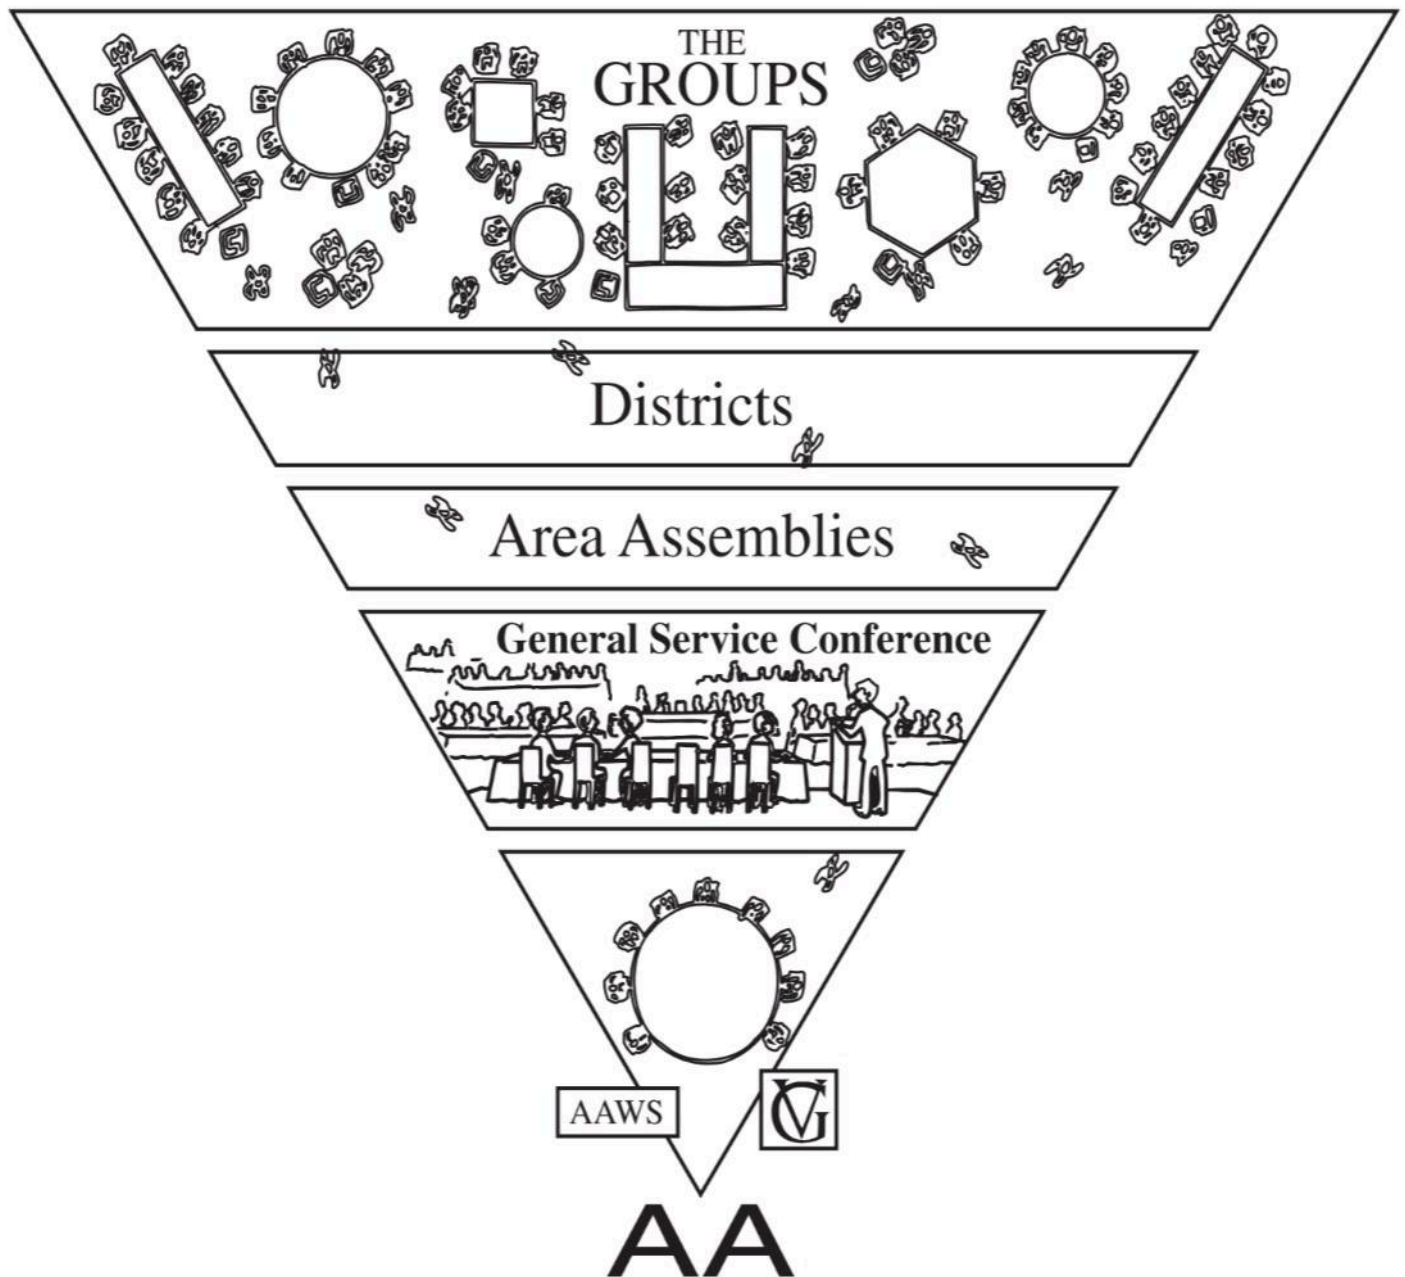 THE
GROUPS
Districts
Area Assemblies
General Service Conference
AAWS
GV
AA